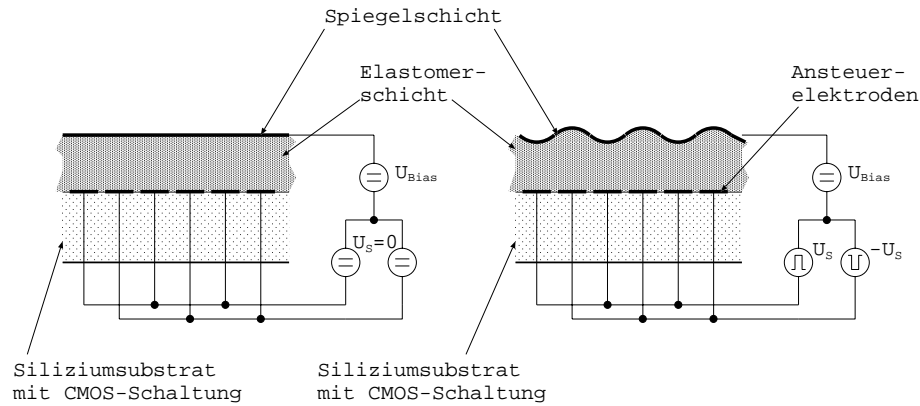 Spiegelschicht
Elastomer-
schicht
Ansteuer-
elektroden
U_Bias
U_Bias
U_S=0
U_S
-U_S
Siliziumsubstrat
mit CMOS-Schaltung
Siliziumsubstrat
mit CMOS-Schaltung